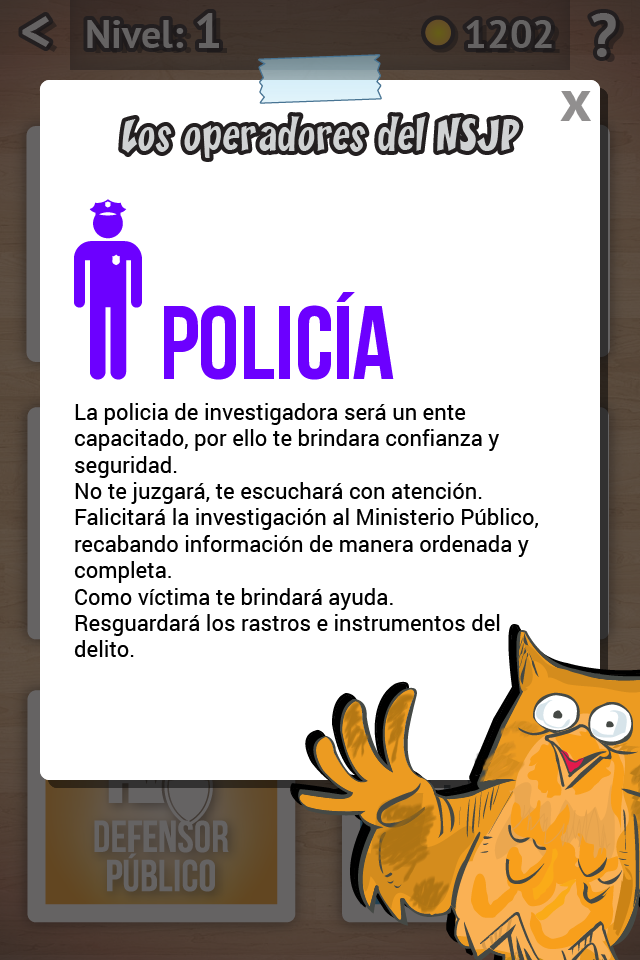 < Nivel: 1 1202 ?
X
Los operadores del NSJP
POLICÍA
La policia de investigadora será un ente
capacitado, por ello te brindara confianza y
seguridad.
No te juzgará, te escuchará con atención.
Falicitará la investigación al Ministerio Público,
recabando información de manera ordenada y
completa.
Como víctima te brindará ayuda.
Resguardará los rastros e instrumentos del
delito.
DEFENSOR
PÚBLICO